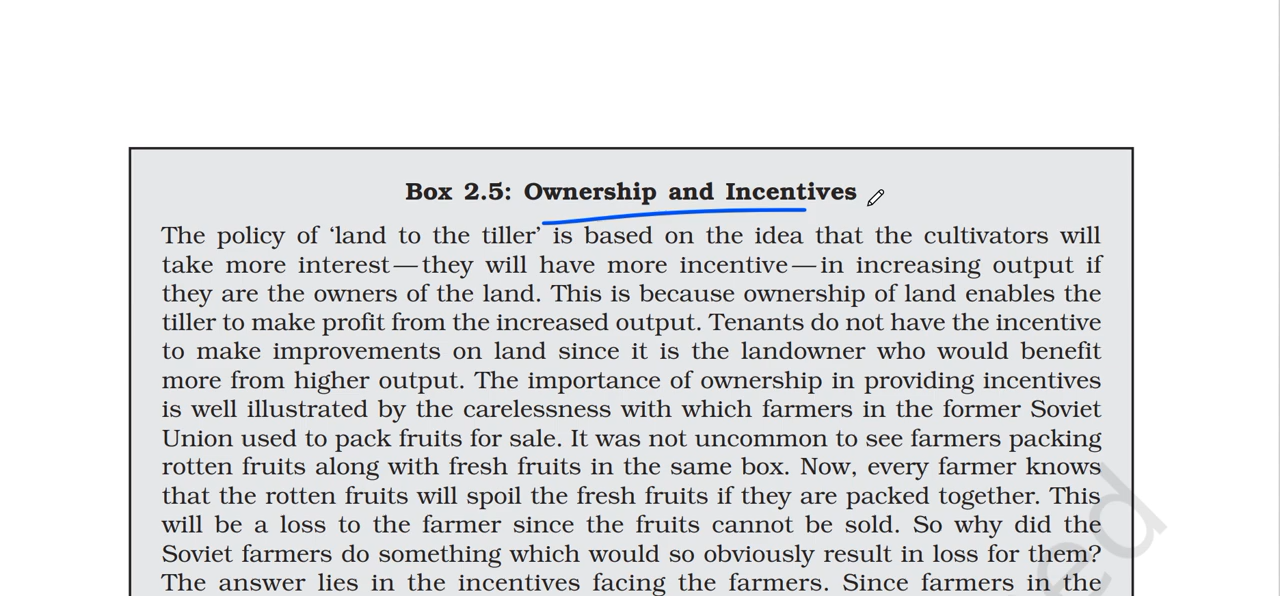 Box 2.5: Ownership and Incentives
The policy of ‘land to the tiller’ is based on the idea that the cultivators will
take more interest—they will have more incentive—in increasing output if
they are the owners of the land. This is because ownership of land enables the
tiller to make profit from the increased output. Tenants do not have the incentive
to make improvements on land since it is the landowner who would benefit
more from higher output. The importance of ownership in providing incentives
is well illustrated by the carelessness with which farmers in the former Soviet
Union used to pack fruits for sale. It was not uncommon to see farmers packing
rotten fruits along with fresh fruits in the same box. Now, every farmer knows
that the rotten fruits will spoil the fresh fruits if they are packed together. This
will be a loss to the farmer since the fruits cannot be sold. So why did the
Soviet farmers do something which would so obviously result in loss for them?
The answer lies in the incentives facing the farmers. Since farmers in the
ed